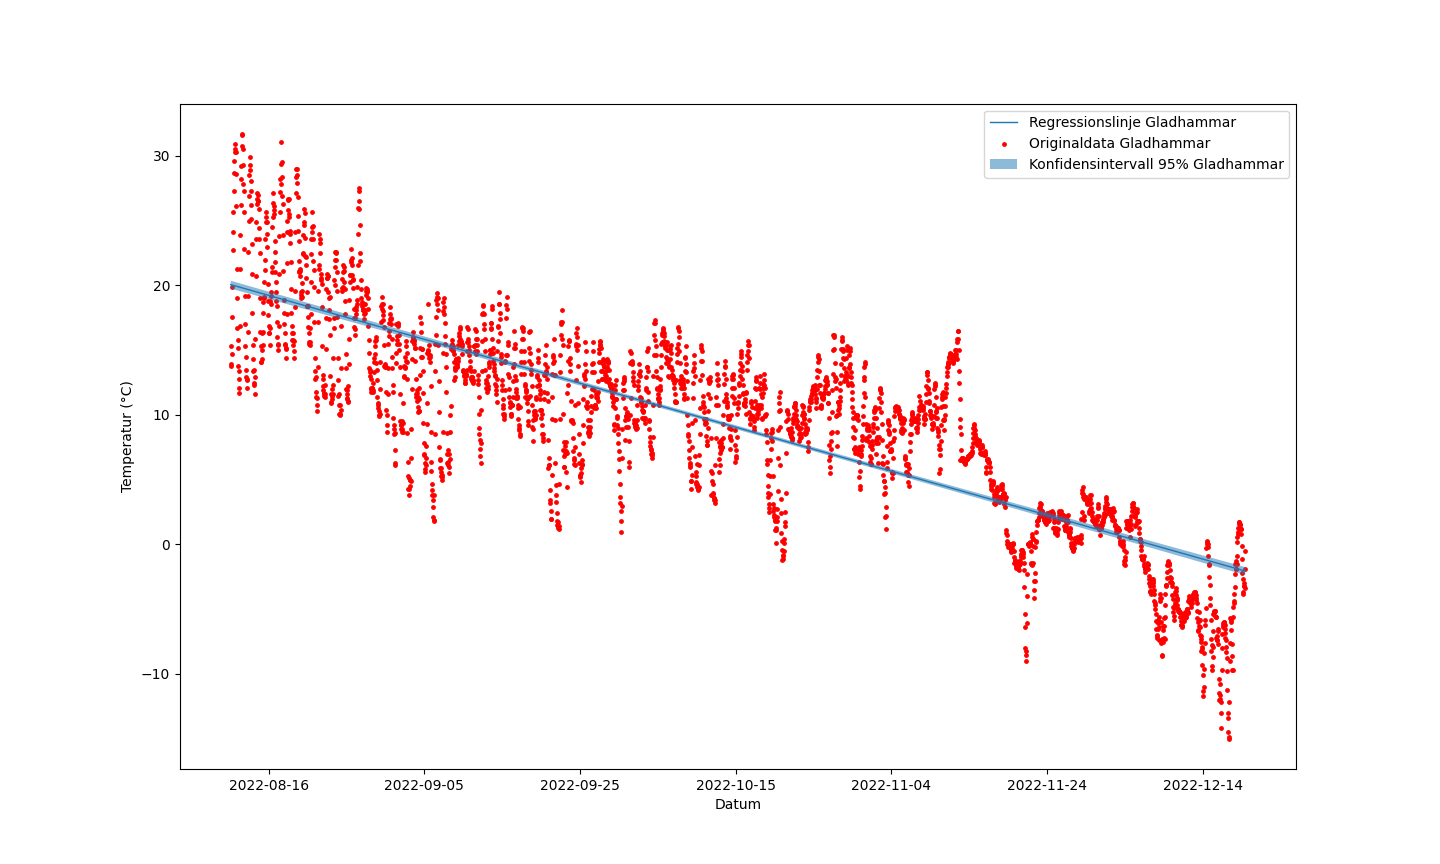 Regressionslinje Gladhammar
Originaldata Gladhammar
Konfidensintervall 95% Gladhammar
30
20
10
0
−10
Temperatur (°C)
2022-08-16 2022-09-05 2022-09-25 2022-10-15 2022-11-04 2022-11-24 2022-12-14
Datum